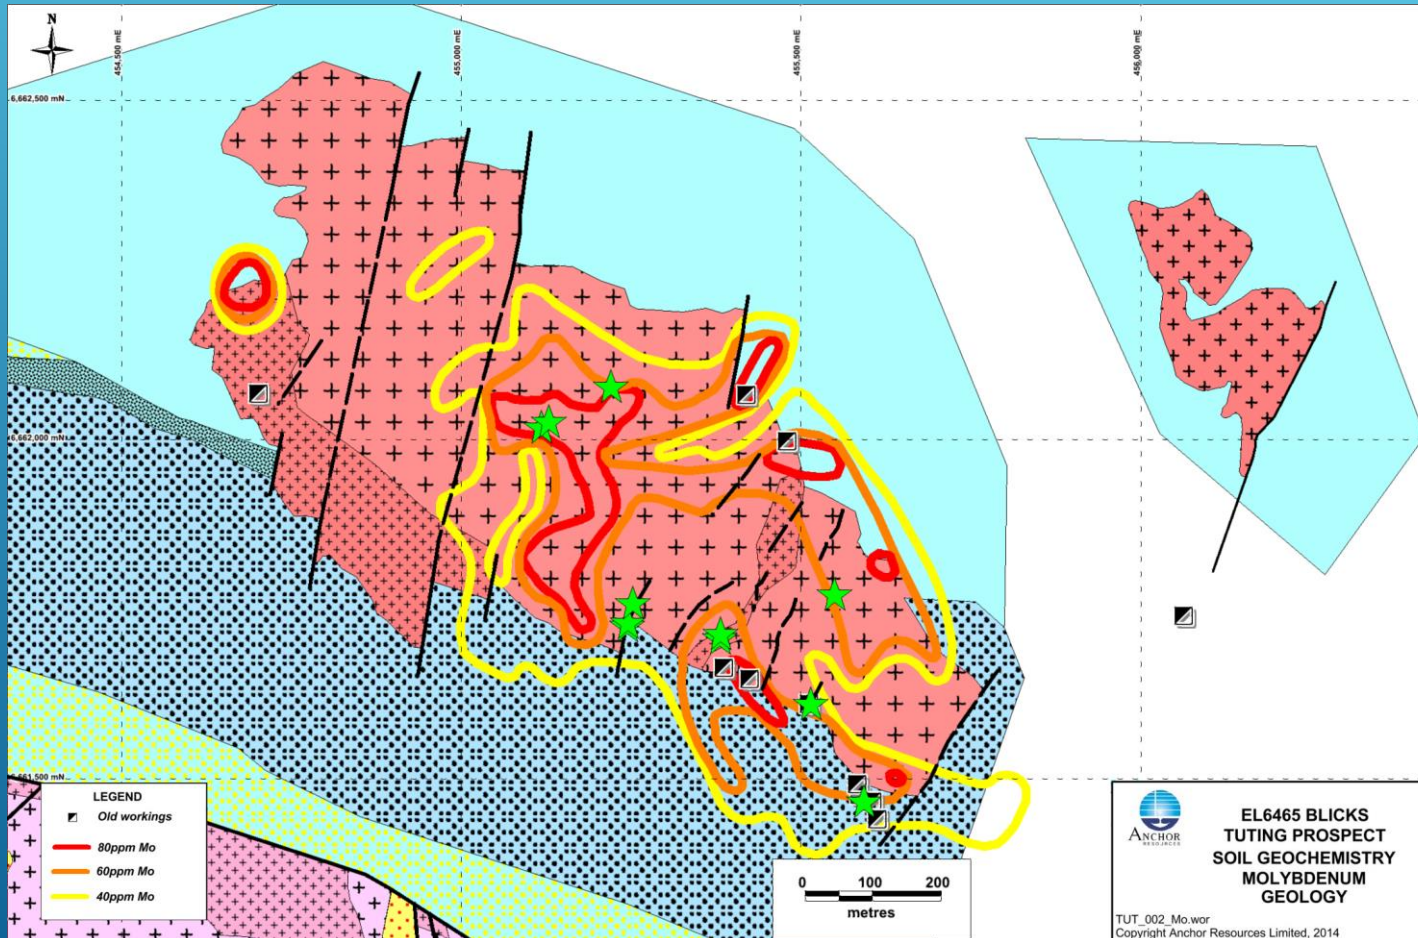 N
454,500 mE
455,000 mE
455,500 mE
456,000 mE
6,662,500 mN
6,662,000 mN
6,661,500 mN
LEGEND
Old workings
80ppm Mo
60ppm Mo
40ppm Mo
0 100 200
metres
ANCHOR
RESOURCES
EL6465 BLICKS
TUTING PROSPECT
SOIL GEOCHEMISTRY
MOLYBDENUM
GEOLOGY
TUT_002_Mo.wor
Copyright Anchor Resources Limited, 2014